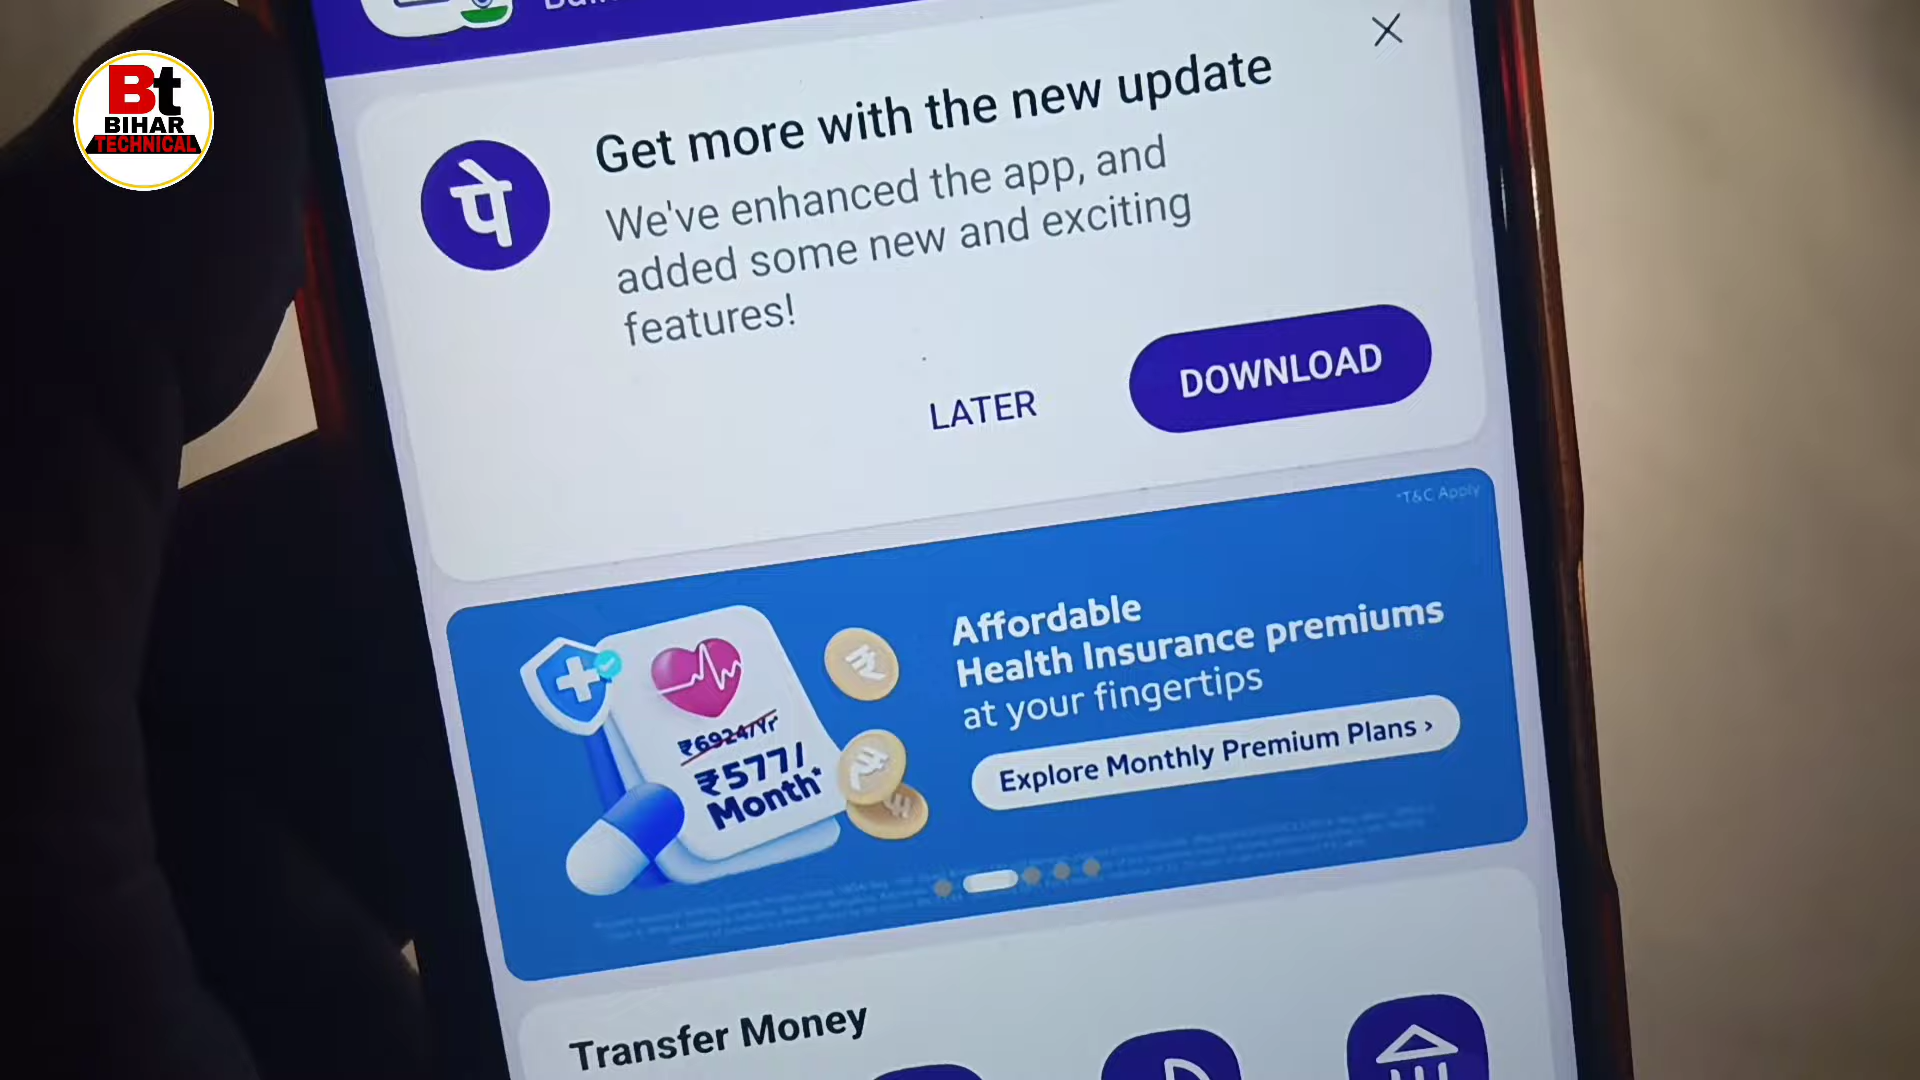 Bt
BIHAR
TECHNICAL
Get more with the new update
We've enhanced the app, and
added some new and exciting
features!
पे
LATER
DOWNLOAD
*T&C Apply
Affordable
Health Insurance premiums
at your fingertips
Explore Monthly Premium Plans ›
₹6924/Yr
₹577/
Month*
Transfer Money